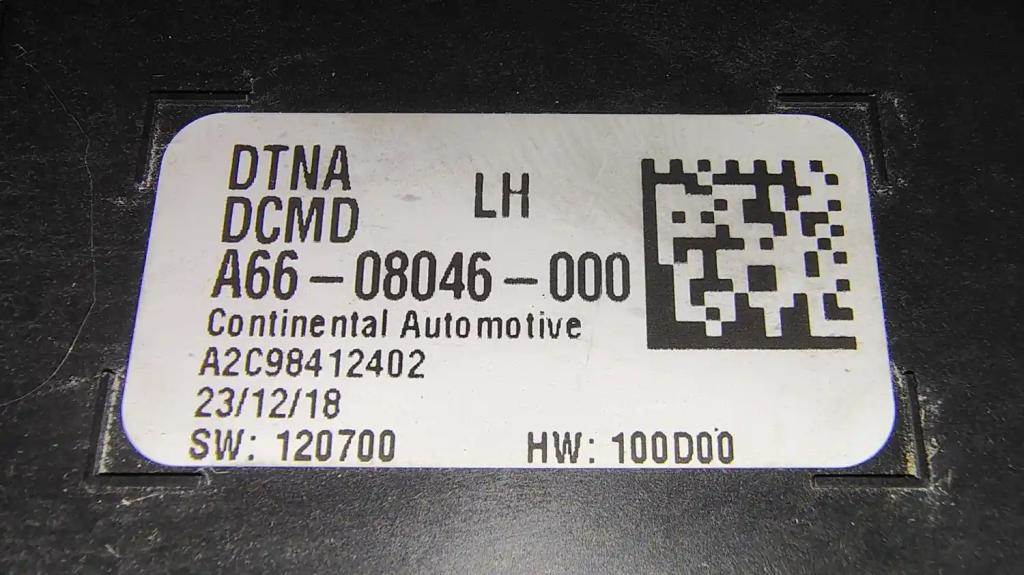 DTNA
LH
DCMD
A66-08046-000
Continental Automotive
A2C98412402
23/12/18
SW: 120700 HW: 100D00